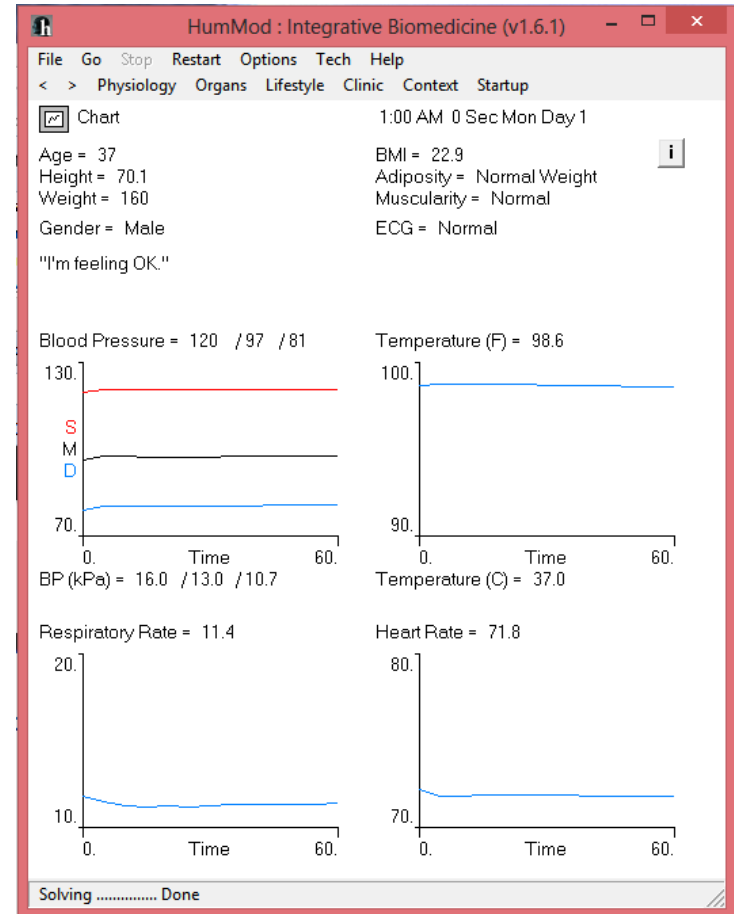 HumMod : Integrative Biomedicine (v1.6.1)
File Go Stop Restart Options Tech Help
< > Physiology Organs Lifestyle Clinic Context Startup
Chart 1:00 AM 0 Sec Mon Day 1
Age = 37 BMI = 22.9 i
Height = 70.1 Adiposity = Normal Weight
Weight = 160 Muscularity = Normal
Gender = Male ECG = Normal
"I'm feeling OK."
Blood Pressure = 120 / 97 / 81 Temperature (F) = 98.6
130. 100.
S
M
D
70. 90.
0. Time 60. 0. Time 60.
BP (kPa) = 16.0 / 13.0 / 10.7 Temperature (C) = 37.0
Respiratory Rate = 11.4 Heart Rate = 71.8
20. 80.
10. 70.
0. Time 60. 0. Time 60.
Solving ............... Done